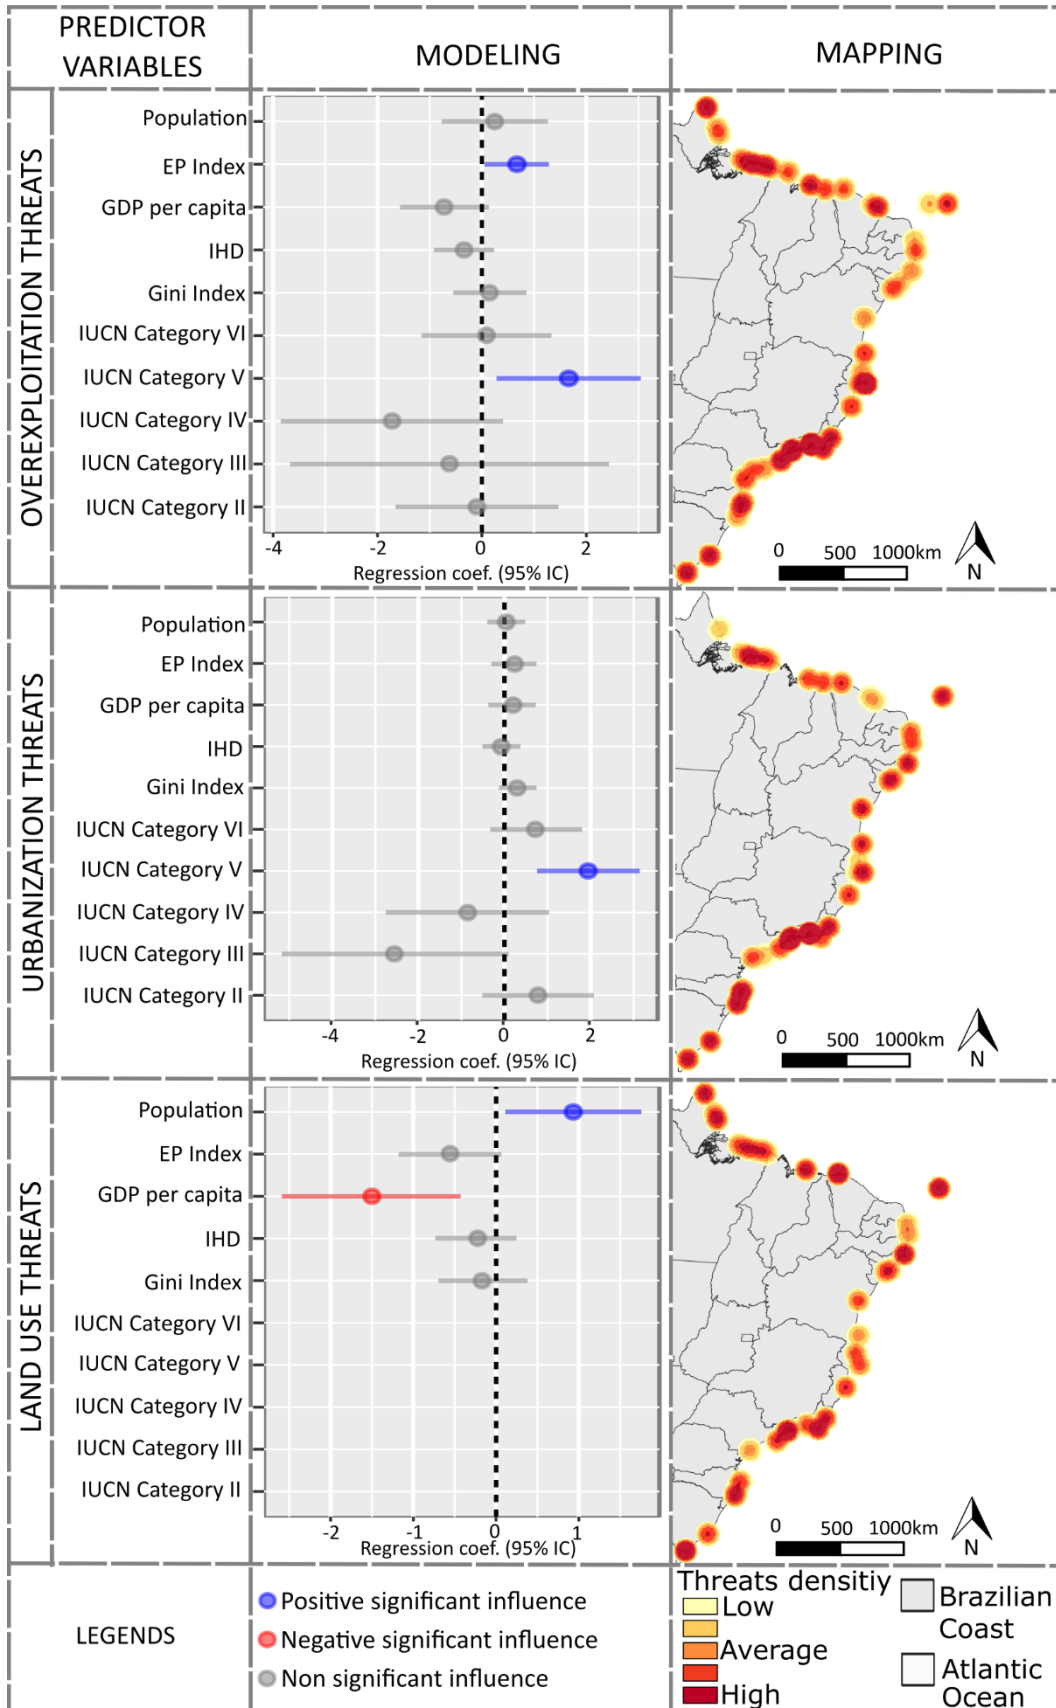 PREDICTOR
VARIABLES
MODELING
MAPPING
OVEREXPLOITATION THREATS
Population
EP Index
GDP per capita
IHD
Gini Index
IUCN Category VI
IUCN Category V
IUCN Category IV
IUCN Category III
IUCN Category II
-4
-2
0
2
Regression coef. (95% IC)
0 500 1000km
N
URBANIZATION THREATS
Population
EP Index
GDP per capita
IHD
Gini Index
IUCN Category VI
IUCN Category V
IUCN Category IV
IUCN Category III
IUCN Category II
-4
-2
0
2
Regression coef. (95% IC)
0 500 1000km
N
LAND USE THREATS
Population
EP Index
GDP per capita
IHD
Gini Index
IUCN Category VI
IUCN Category V
IUCN Category IV
IUCN Category III
IUCN Category II
-2
-1
0
1
Regression coef. (95% IC)
0 500 1000km
N
LEGENDS
Positive significant influence
Negative significant influence
Non significant influence
Threats densitiy
Low
Average
High
Brazilian
Coast
Atlantic
Ocean